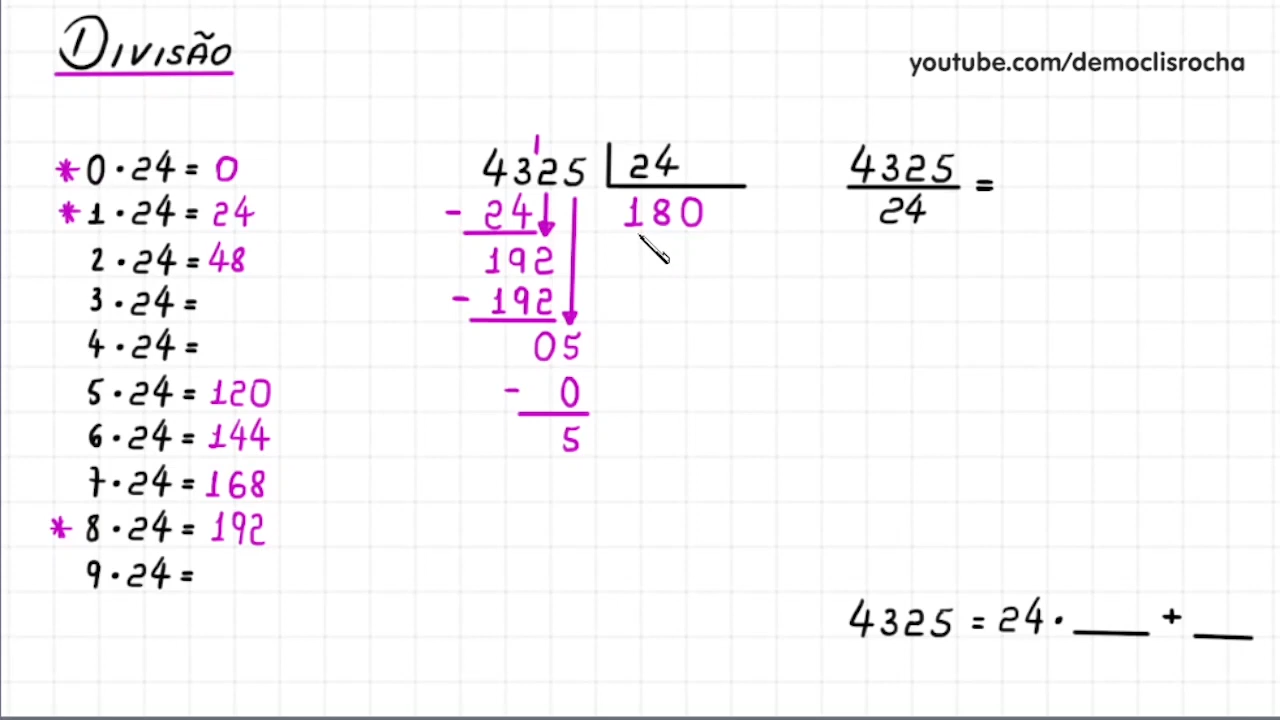 DIVISÃO
youtube.com/democlisrocha
* 0 · 24 = 0
* 1 · 24 = 24
2 · 24 = 48
3 · 24 =
4 · 24 =
5 · 24 = 120
6 · 24 = 144
7 · 24 = 168
* 8 · 24 = 192
9 · 24 =
1
4325 24
- 24 180
192
- 192
05
- 0
5
4325
24
=
4325 = 24 · ___ + ___